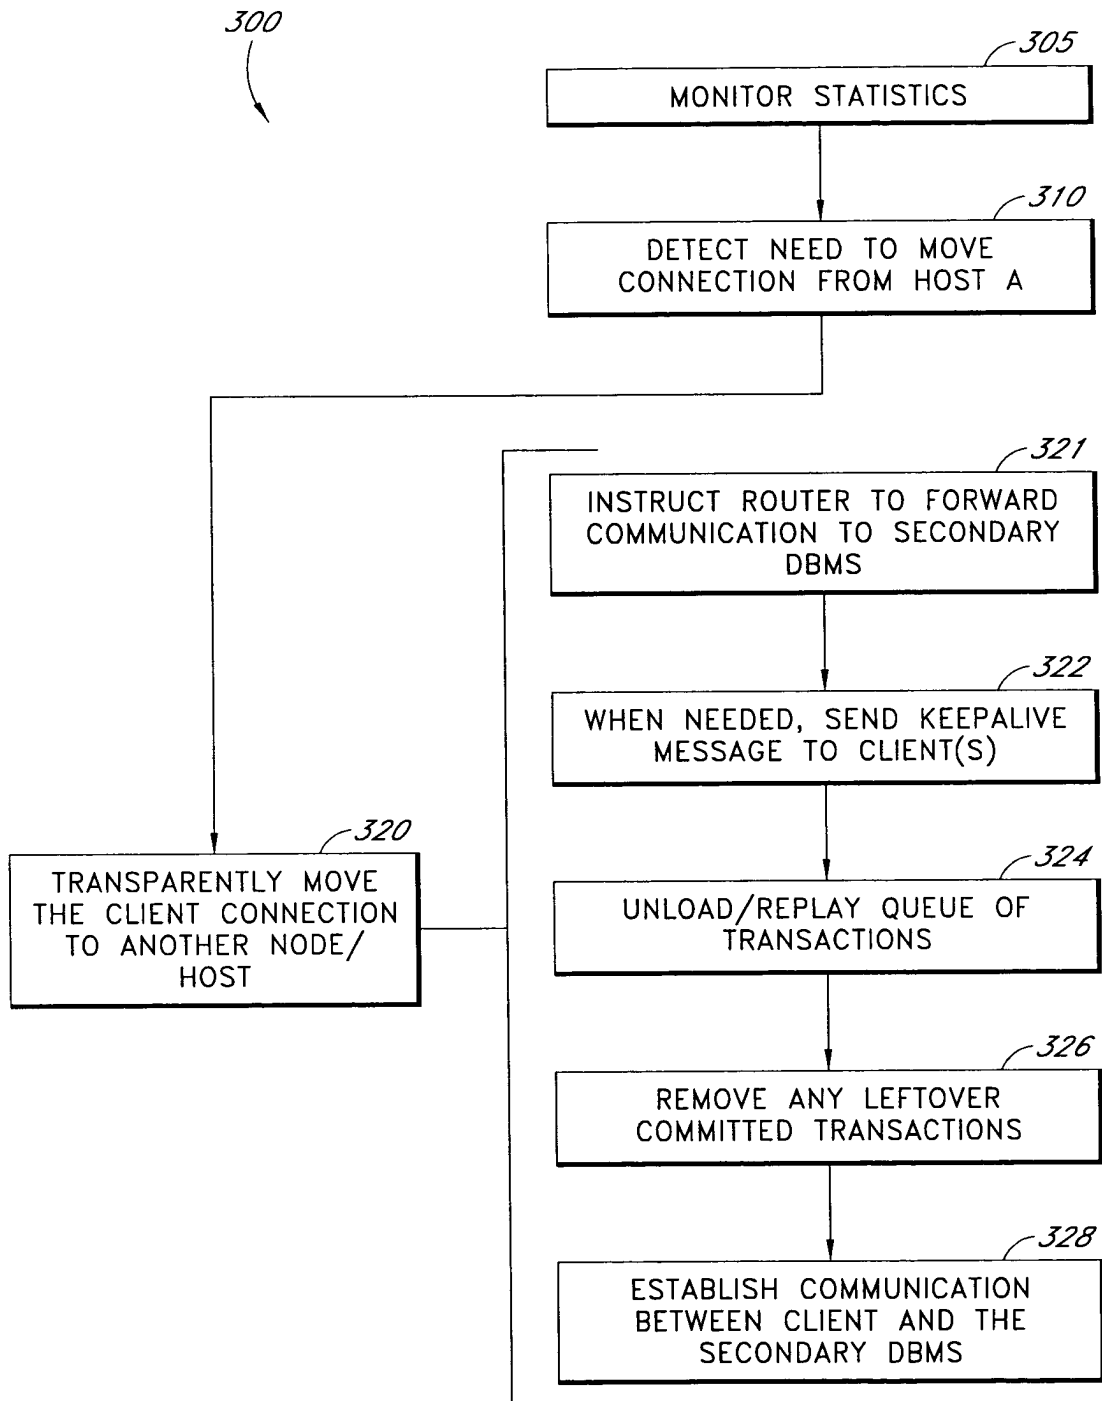 300
305
MONITOR STATISTICS
310
DETECT NEED TO MOVE
CONNECTION FROM HOST A
321
INSTRUCT ROUTER TO FORWARD
COMMUNICATION TO SECONDARY
DBMS
322
WHEN NEEDED, SEND KEEPALIVE
MESSAGE TO CLIENT(S)
320
TRANSPARENTLY MOVE
THE CLIENT CONNECTION
TO ANOTHER NODE/
HOST
324
UNLOAD/REPLAY QUEUE OF
TRANSACTIONS
326
REMOVE ANY LEFTOVER
COMMITTED TRANSACTIONS
328
ESTABLISH COMMUNICATION
BETWEEN CLIENT AND THE
SECONDARY DBMS